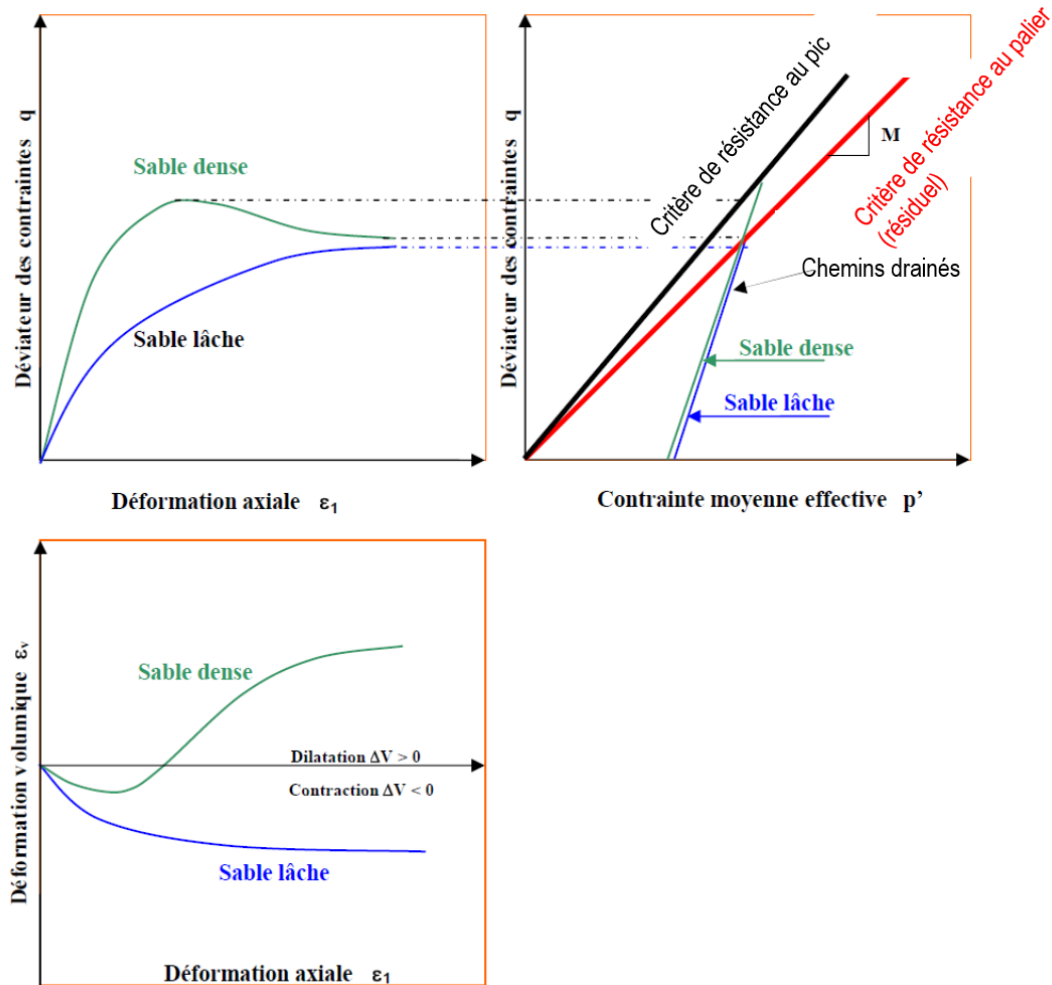 Déviateur des contraintes q
Sable dense
Sable lâche
Déformation axiale ε1
Déviateur des contraintes q
Critère de résistance au pic
M
Critère de résistance au palier
(résiduel)
Chemins drainés
Sable dense
Sable lâche
Contrainte moyenne effective p’
Déformation volumique εv
Sable dense
Dilatation ΔV > 0
Contraction ΔV < 0
Sable lâche
Déformation axiale ε1